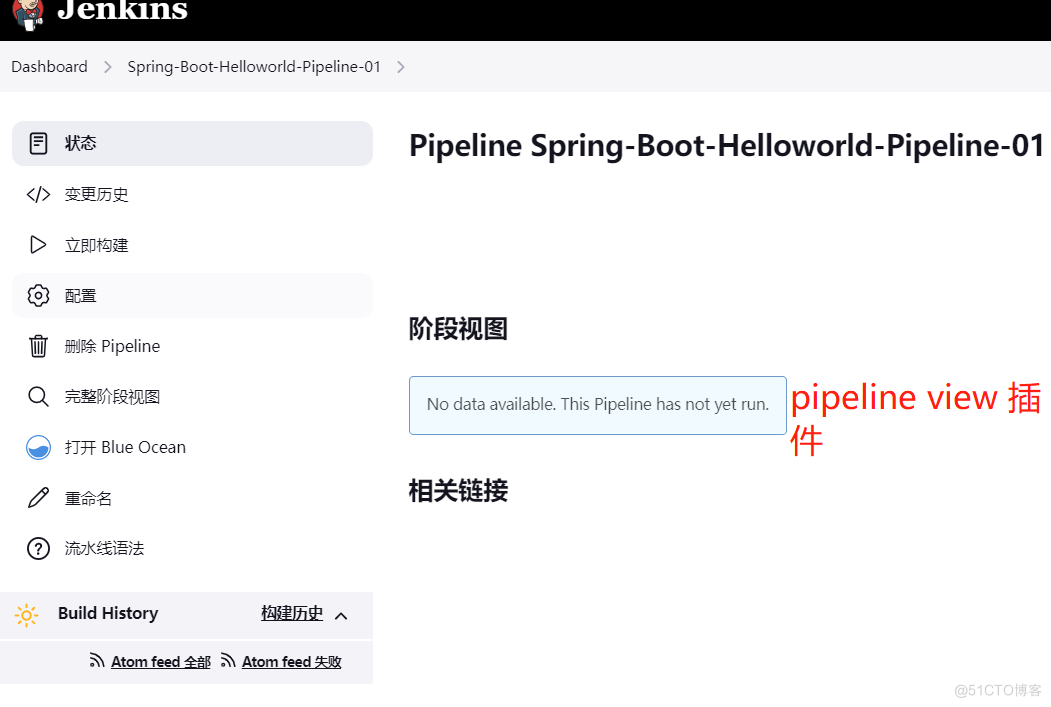 Jenkins
Dashboard
Spring-Boot-Helloworld-Pipeline-01
状态
变更历史
立即构建
配置
删除 Pipeline
完整阶段视图
打开 Blue Ocean
重命名
流水线语法
Build History
构建历史
Atom feed 全部
Atom feed 失败
Pipeline Spring-Boot-Helloworld-Pipeline-01
阶段视图
No data available. This Pipeline has not yet run.
pipeline view 插
件
相关链接
@51CTO博客